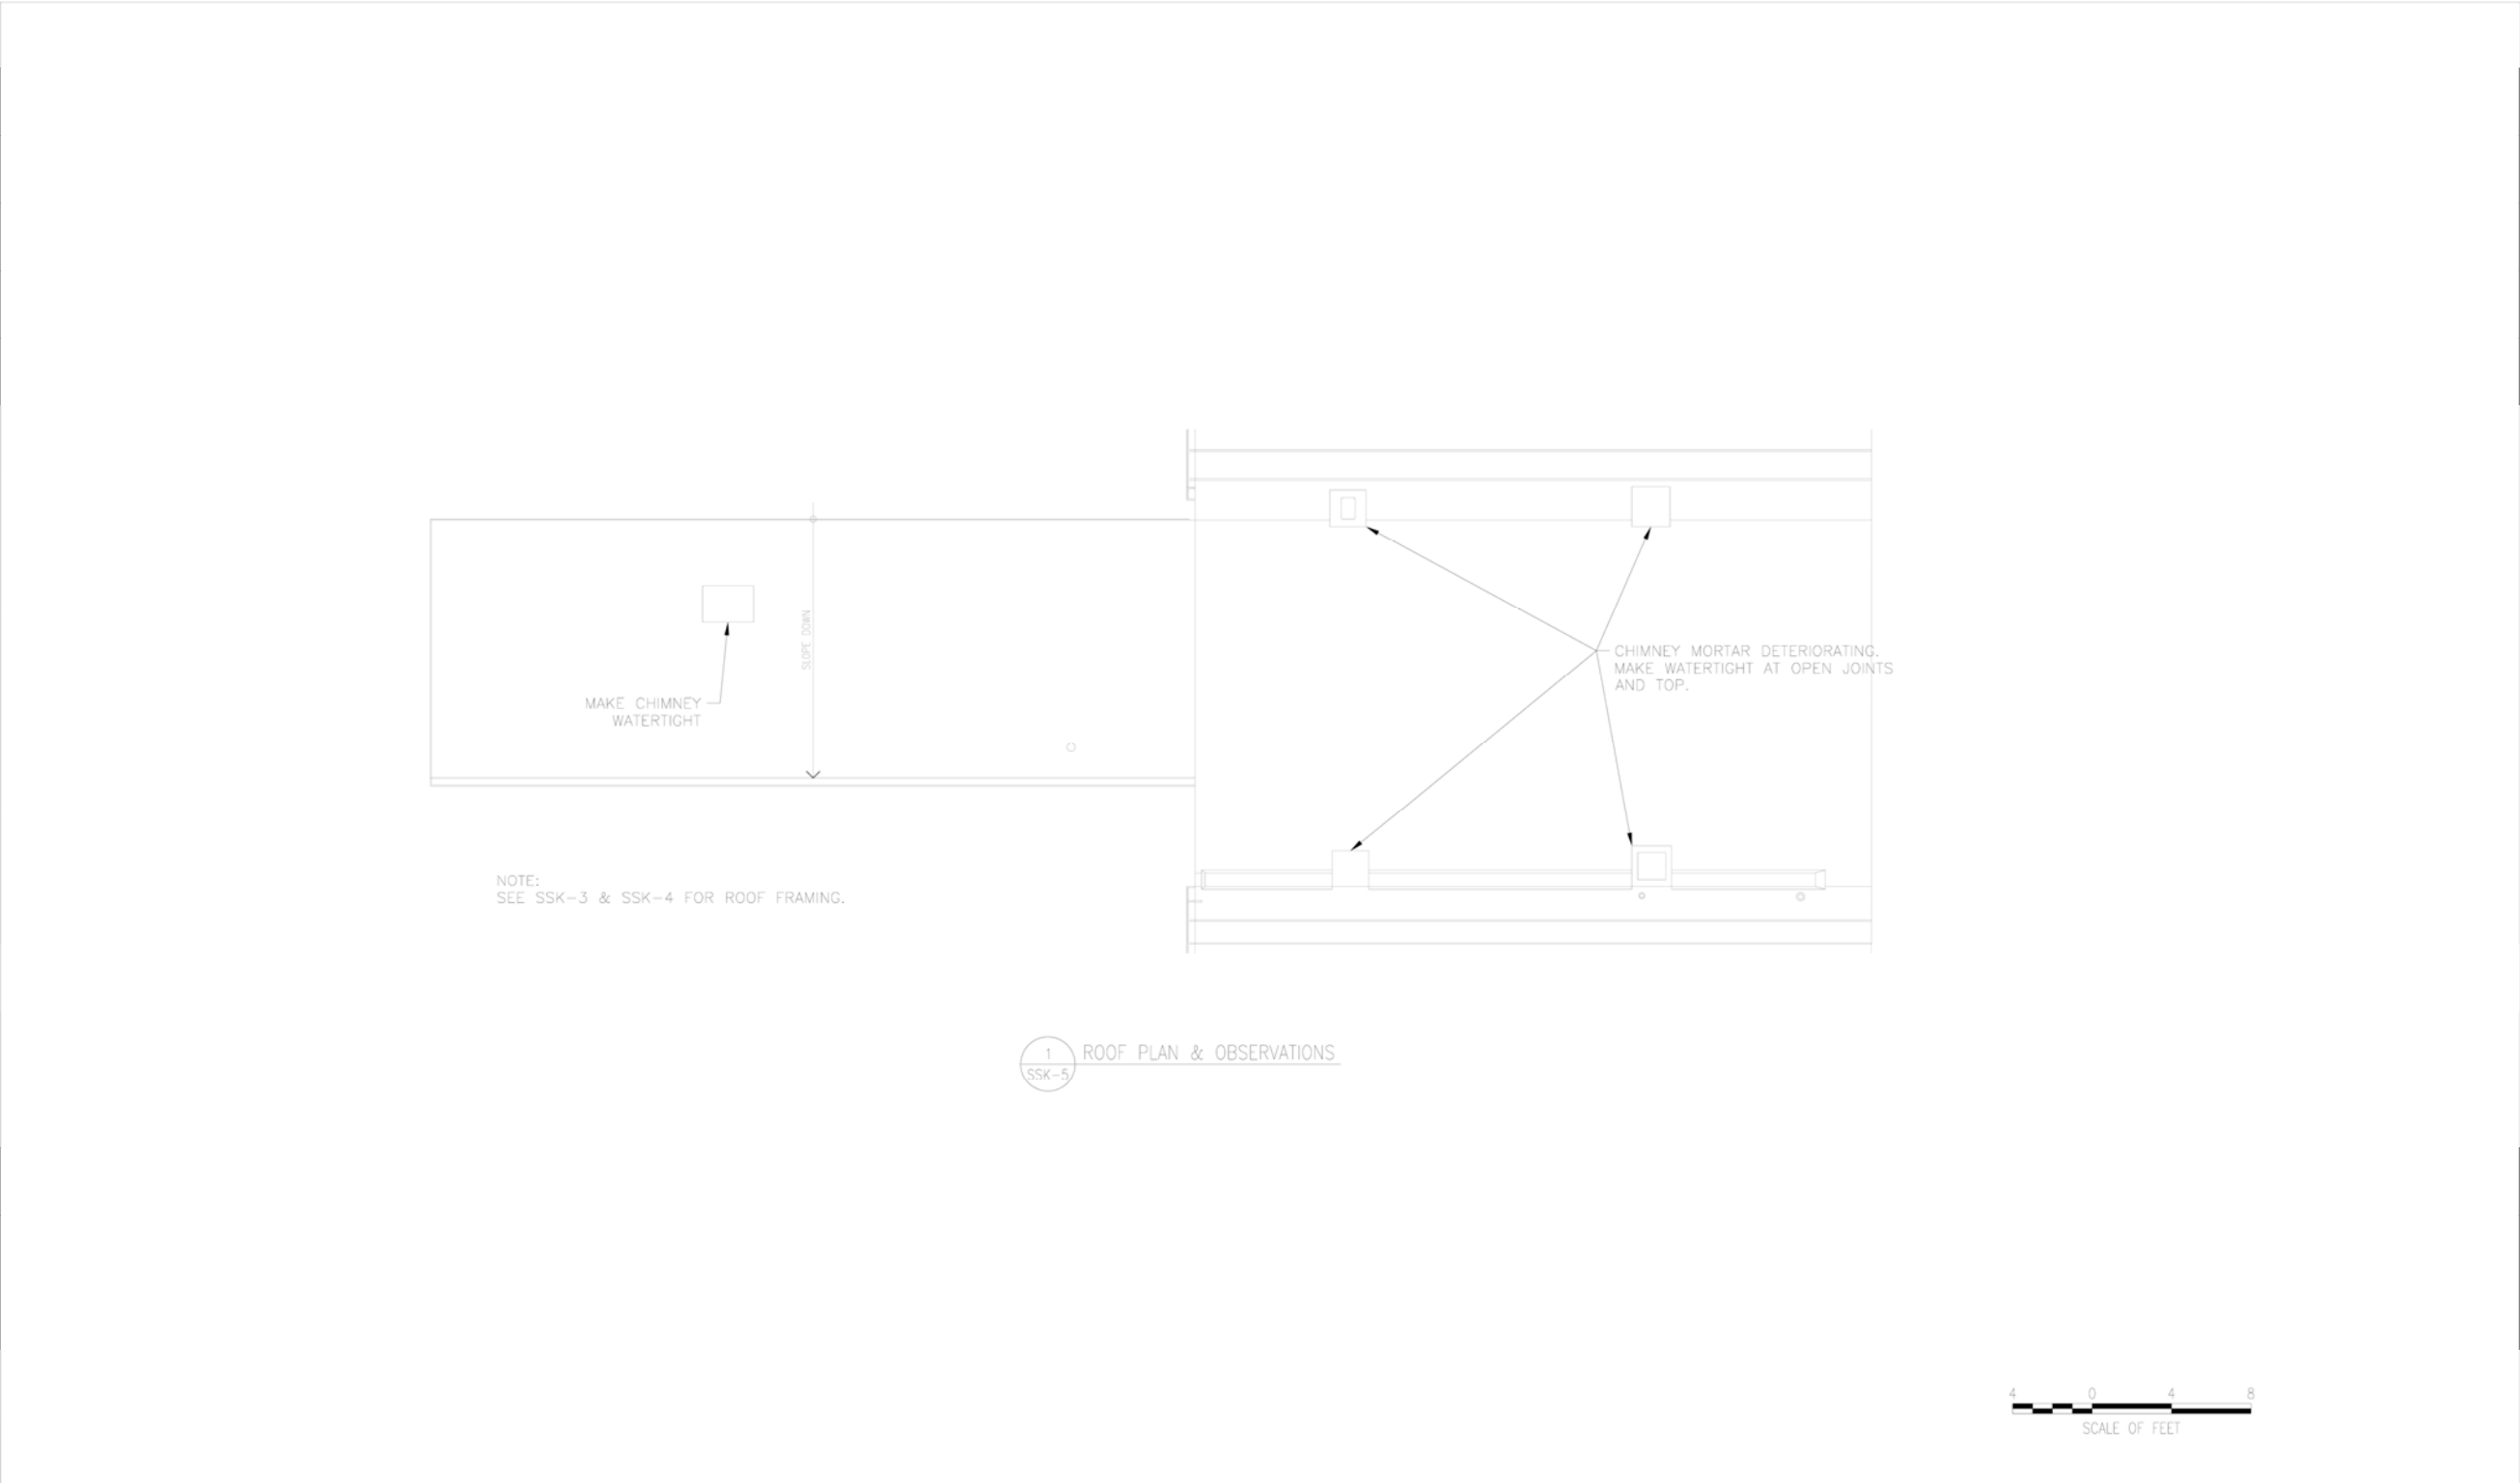 SLOPE DOWN
MAKE CHIMNEY
WATERTIGHT
CHIMNEY MORTAR DETERIORATING.
MAKE WATERTIGHT AT OPEN JOINTS
AND TOP.
NOTE:
SEE SSK-3 & SSK-4 FOR ROOF FRAMING.
1
SSK-5
ROOF PLAN & OBSERVATIONS
4 0 4 8
SCALE OF FEET